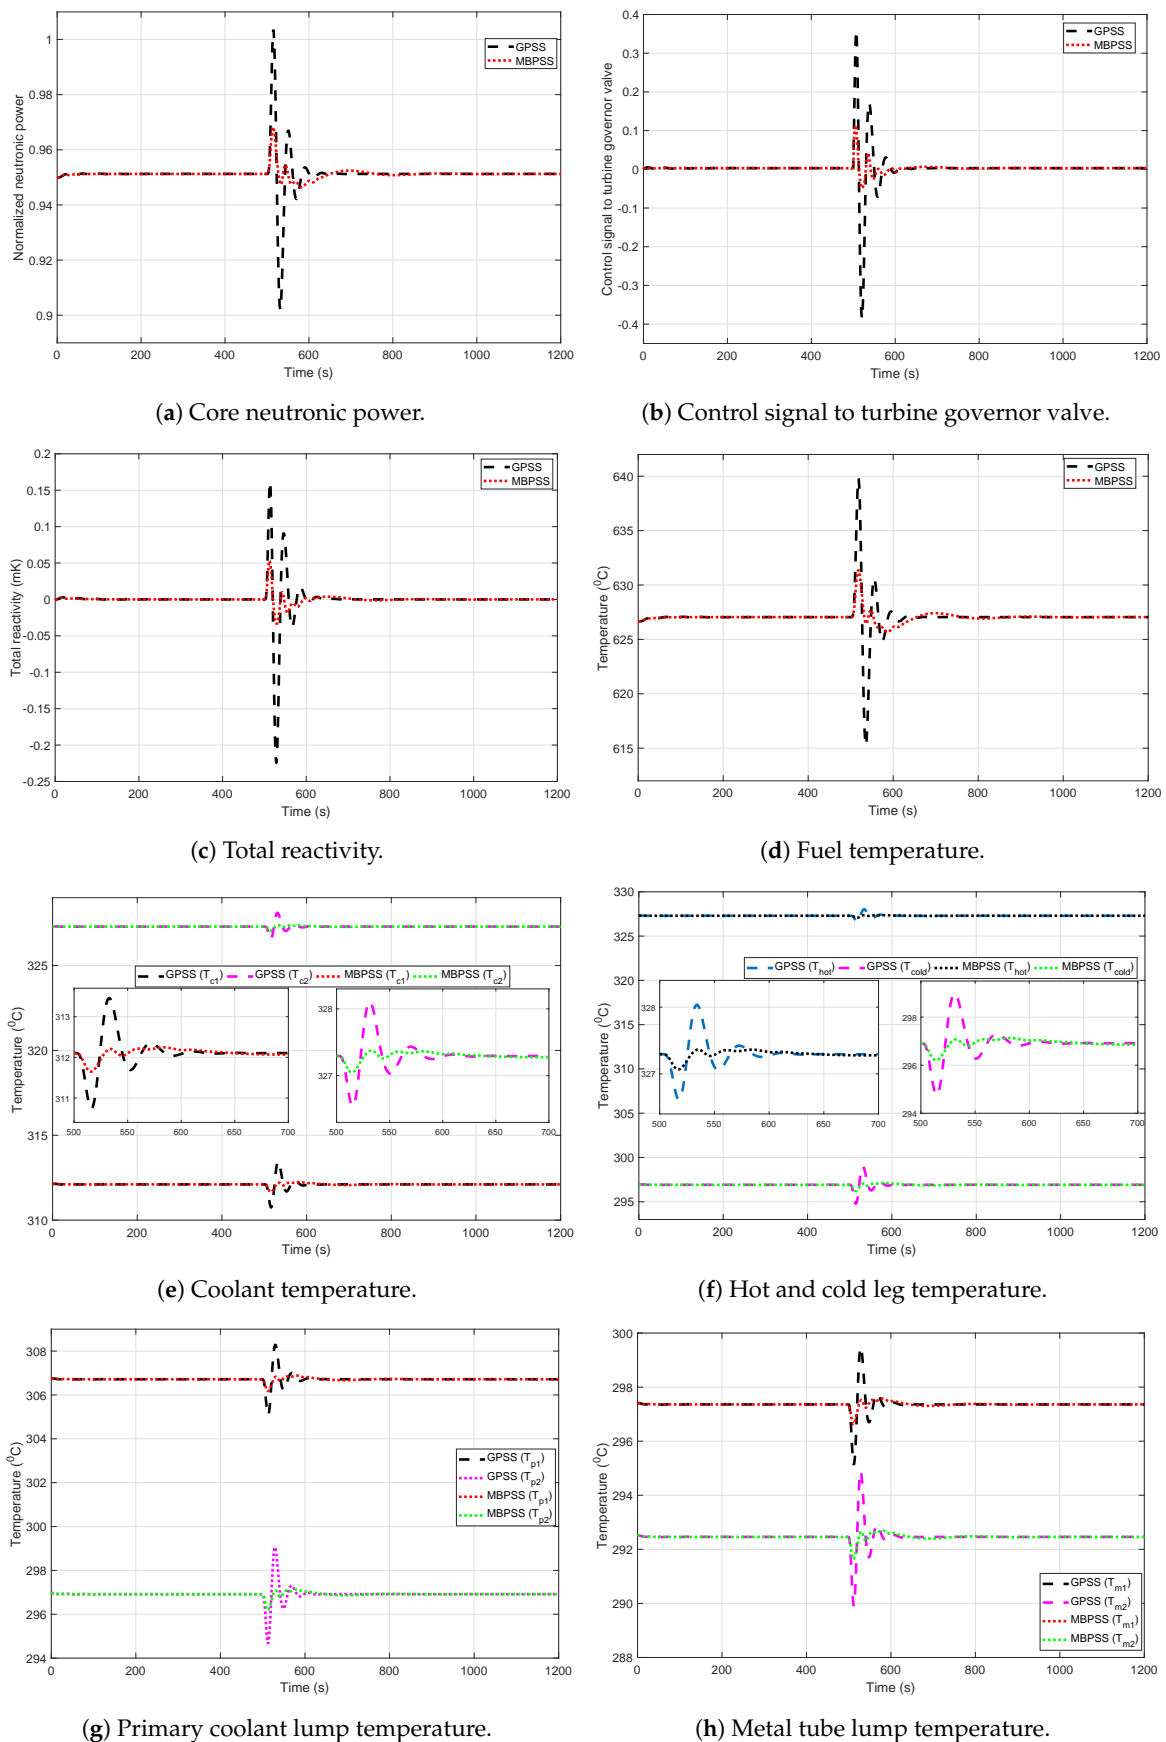 1
0.98
0.96
0.94
0.92
0.9
Normalized neutronic power
GPSS
MBPSS
0 200 400 600 800 1000 1200
Time (s)
(a) Core neutronic power.
0.4
0.3
0.2
0.1
0
-0.1
-0.2
-0.3
-0.4
Control signal to turbine governor valve
GPSS
MBPSS
0 200 400 600 800 1000 1200
Time (s)
(b) Control signal to turbine governor valve.
0.2
0.15
0.1
0.05
0
-0.05
-0.1
-0.15
-0.2
-0.25
Total reactivity (mK)
GPSS
MBPSS
0 200 400 600 800 1000 1200
Time (s)
(c) Total reactivity.
640
635
630
625
620
615
Temperature (⁰C)
GPSS
MBPSS
0 200 400 600 800 1000 1200
Time (s)
(d) Fuel temperature.
325
320
315
310
Temperature (⁰C)
GPSS (Tc1) GPSS (Tc2) MBPSS (Tc1) MBPSS (Tc2)
313
312
311
500 550 600 650 700
328
327
500 550 600 650 700
0 200 400 600 800 1000 1200
Time (s)
(e) Coolant temperature.
330
325
320
315
310
305
300
295
Temperature (⁰C)
GPSS (Thot) GPSS (Tcold) MBPSS (Thot) MBPSS (Tcold)
328
327
500 550 600 650 700
298
296
294
500 550 600 650 700
0 200 400 600 800 1000 1200
Time (s)
(f) Hot and cold leg temperature.
308
306
304
302
300
298
296
294
Temperature (⁰C)
GPSS (Tp1)
GPSS (Tp2)
MBPSS (Tp1)
MBPSS (Tp2)
0 200 400 600 800 1000 1200
Time (s)
(g) Primary coolant lump temperature.
300
298
296
294
292
290
288
Temperature (⁰C)
GPSS (Tm1)
GPSS (Tm2)
MBPSS (Tm1)
MBPSS (Tm2)
0 200 400 600 800 1000 1200
Time (s)
(h) Metal tube lump temperature.